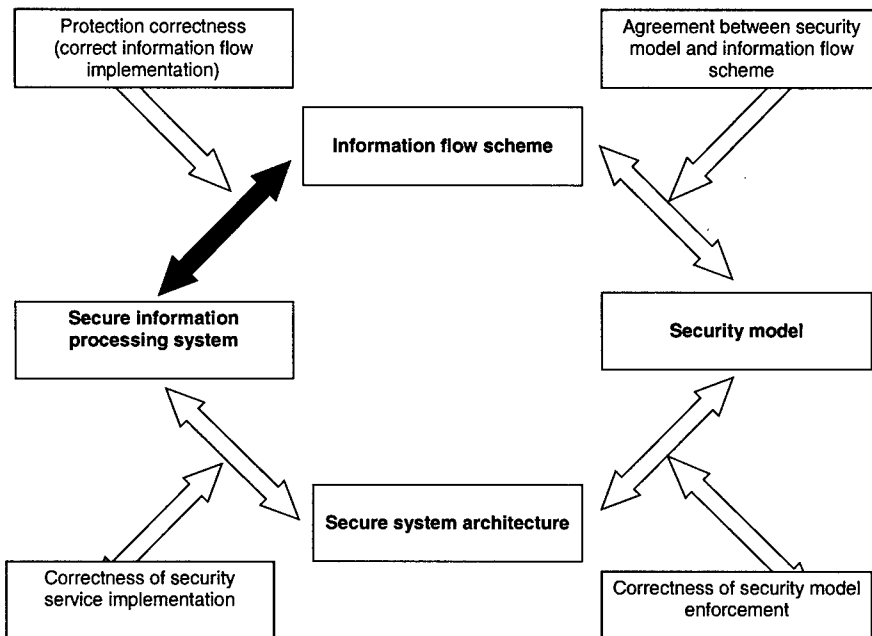 Protection correctness
(correct information flow
implementation)
Agreement between security
model and information flow
scheme
Information flow scheme
Secure information
processing system
Security model
Secure system architecture
Correctness of security
service implementation
Correctness of security model
enforcement